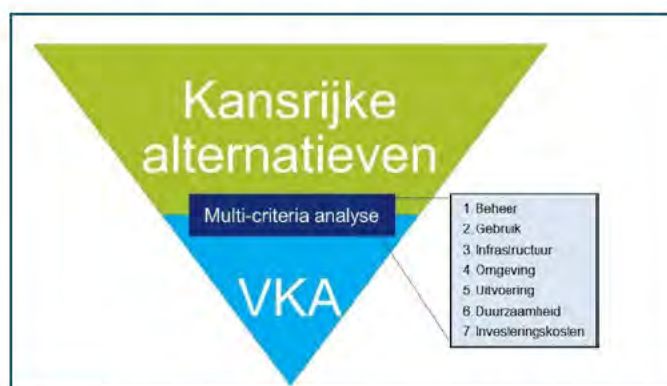 Kansrijke
alternatieven
Multi-criteria analyse
VKA
1 Beheer
2 Gebruik
3 Infrastructuur
4 Omgeving
5 Uitvoering
6 Duurzaamheid
7 Investeringskosten